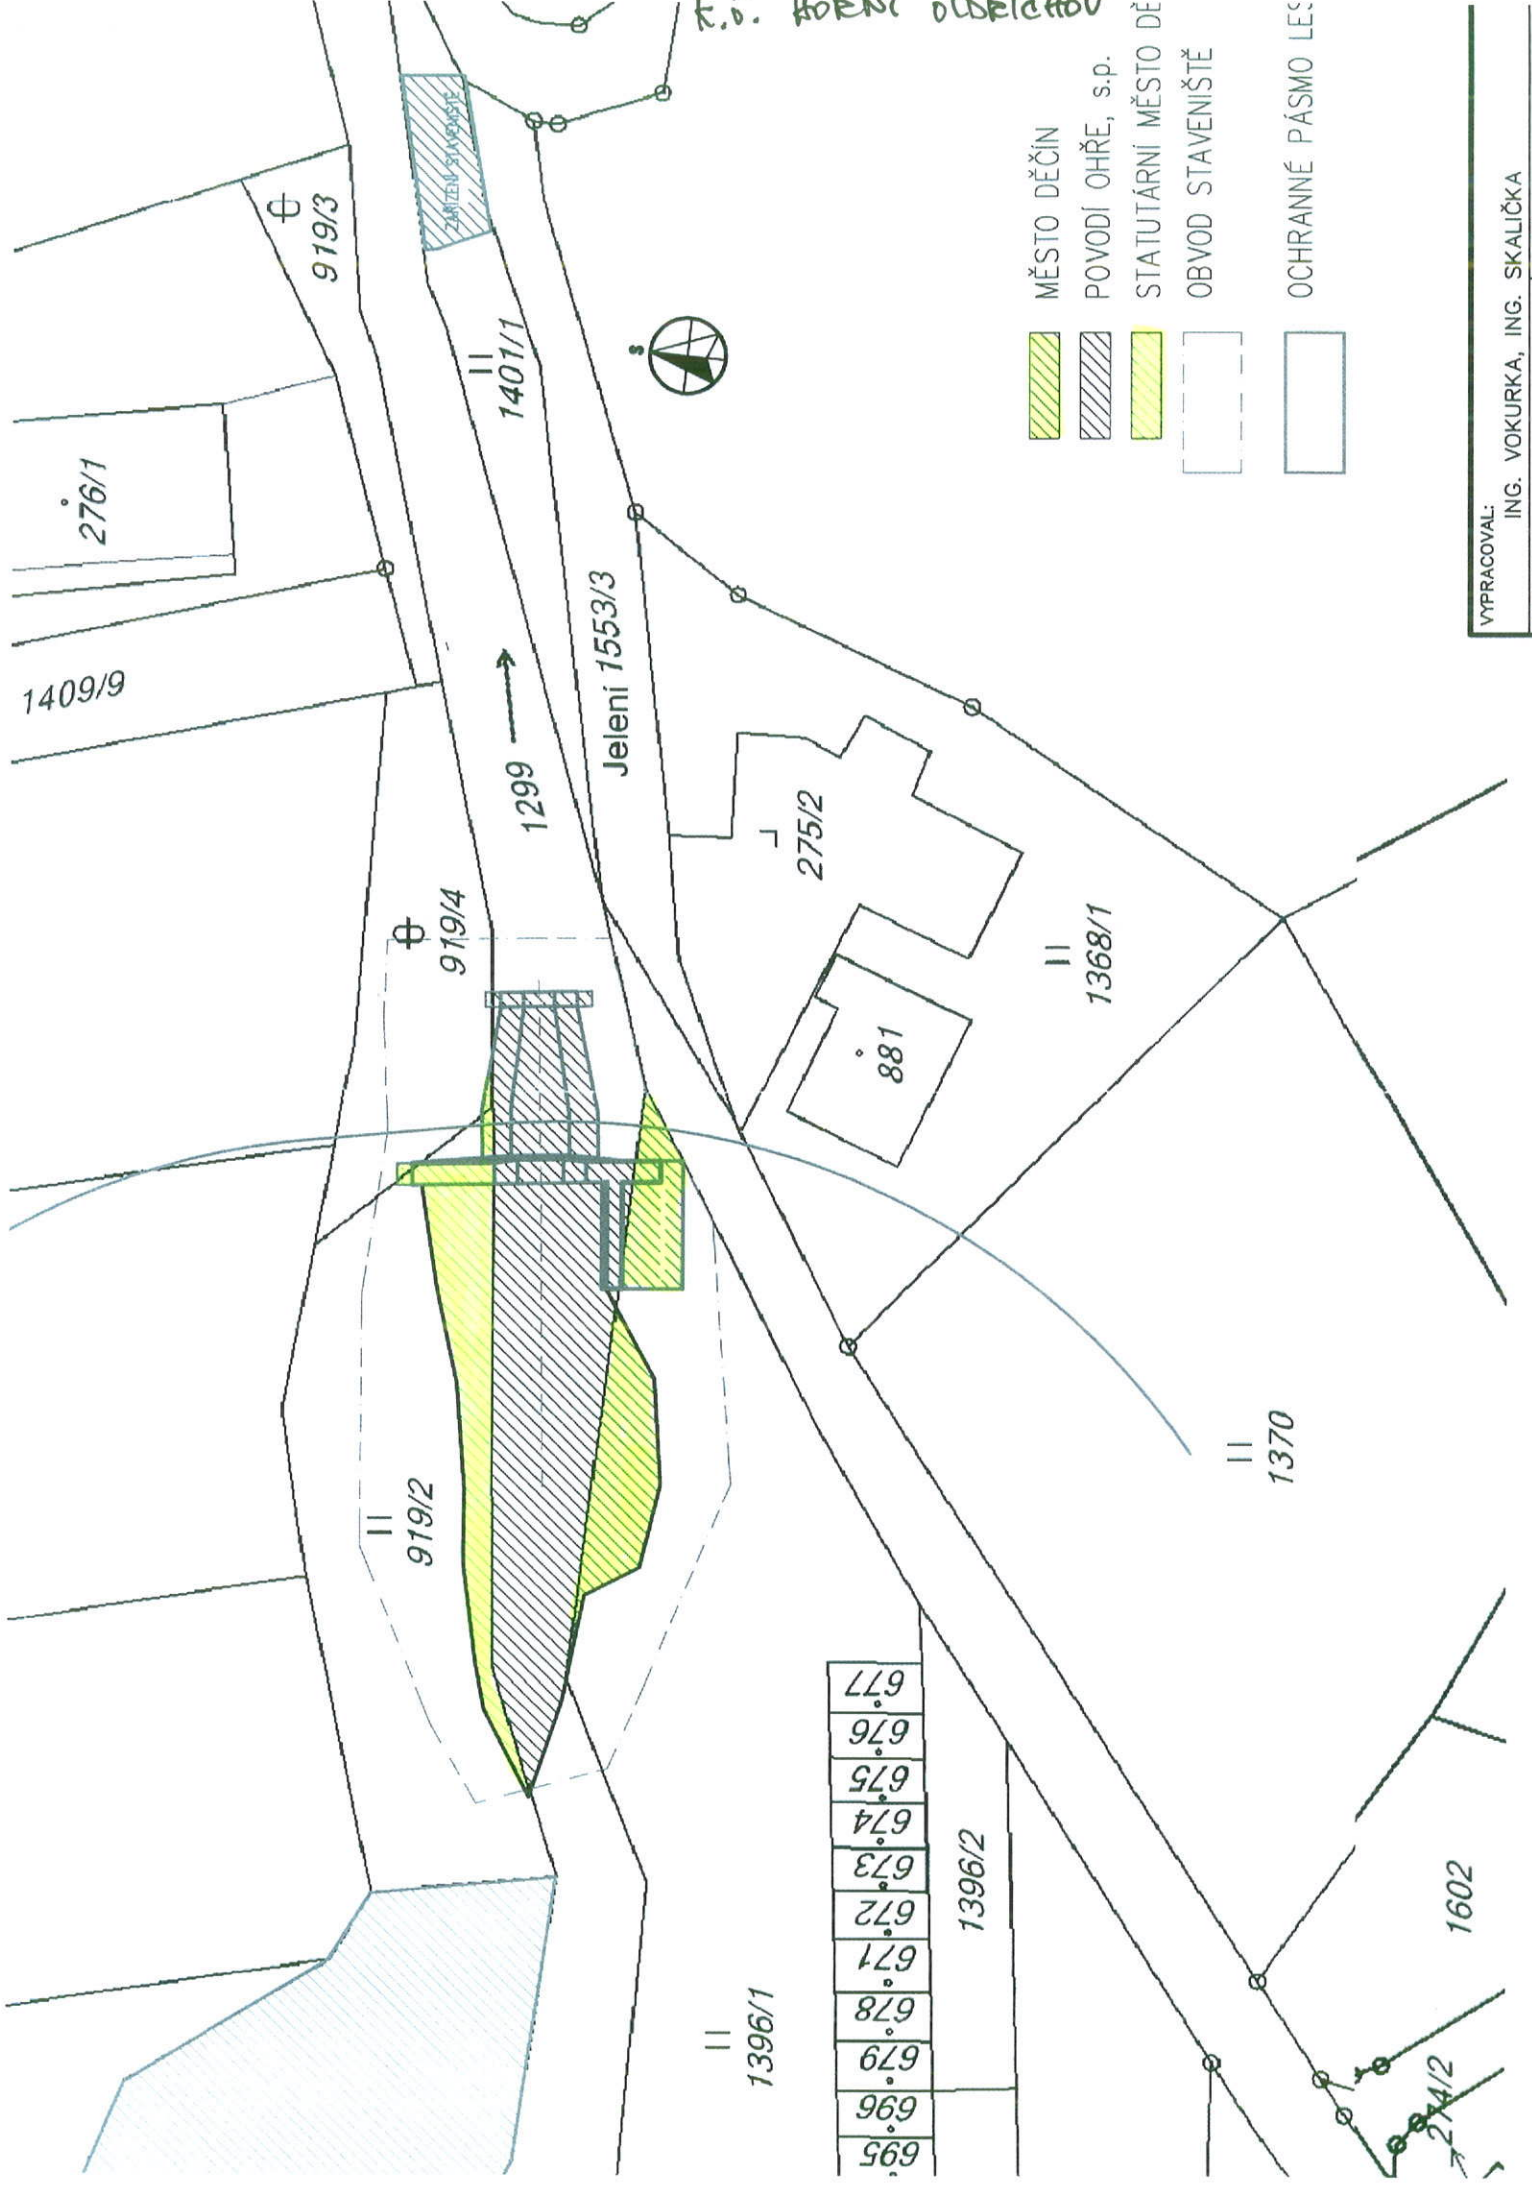 K.ú. HORNÍ OLDŘICHOV
ZAŘÍZENÍ STAVENIŠTĚ
919/3
276/1
1401/1
s
1409/9
Jelení 1553/3
1299
919/4
275/2
1368/1
881
919/2
1370
677
676
675
674
673
672
671
678
679
696
695
1396/2
1396/1
1602
274/2
MĚSTO DĚČÍN
POVODÍ OHŘE, s.p.
STATUTÁRNÍ MĚSTO DĚ
OBVOD STAVENIŠTĚ
OCHRANNÉ PÁSMO LES
VYPRACOVAL:
ING. VOKURKA, ING. SKALIČKA